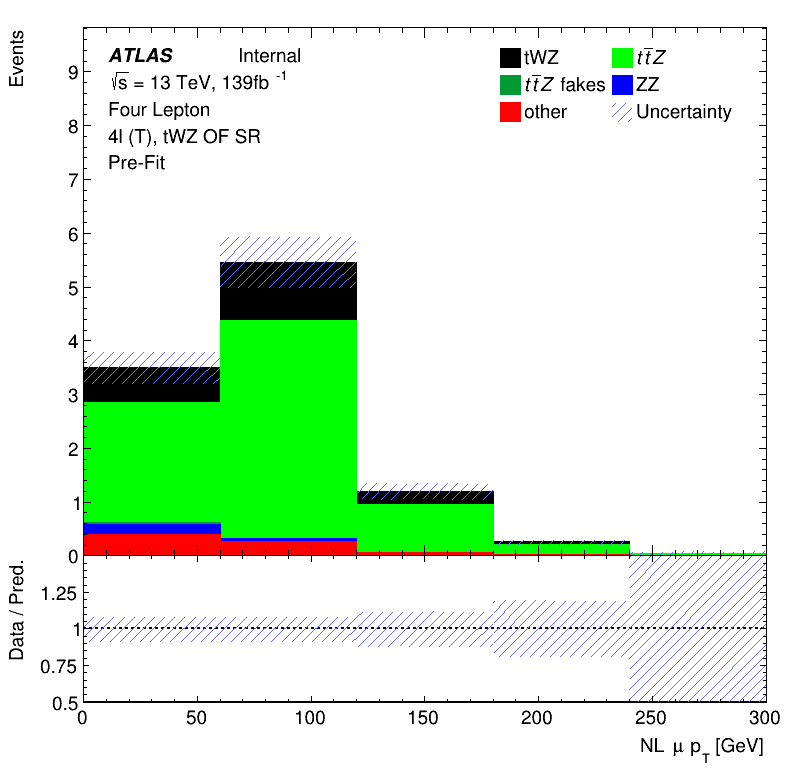 Events
ATLAS Internal
√s = 13 TeV, 139fb⁻¹
Four Lepton
4l (T), tWZ OF SR
Pre-Fit
tWZ tt̄Z
tt̄Z fakes ZZ
other Uncertainty
9
8
7
6
5
4
3
2
1
0
Data / Pred.
1.25
1
0.75
0.5
0 50 100 150 200 250 300
NL μ p_T [GeV]